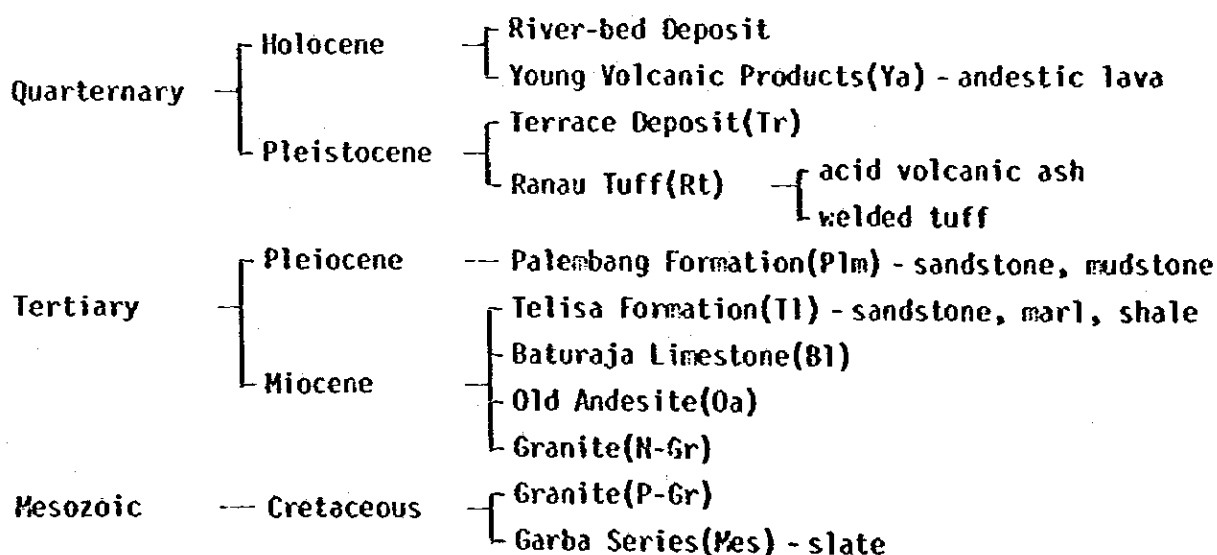 Holocene River-bed Deposit
Quarternary Young Volcanic Products(Ya) - andestic lava
Pleistocene Terrace Deposit(Tr)
Ranau Tuff(Rt) acid volcanic ash
welded tuff
Pleiocene Palembang Formation(Plm) - sandstone, mudstone
Tertiary Telisa Formation(Tl) - sandstone, marl, shale
Baturaja Limestone(Bl)
Miocene Old Andesite(Oa)
Granite(N-Gr)
Mesozoic Cretaceous Granite(P-Gr)
Garba Series(Mes) - slate